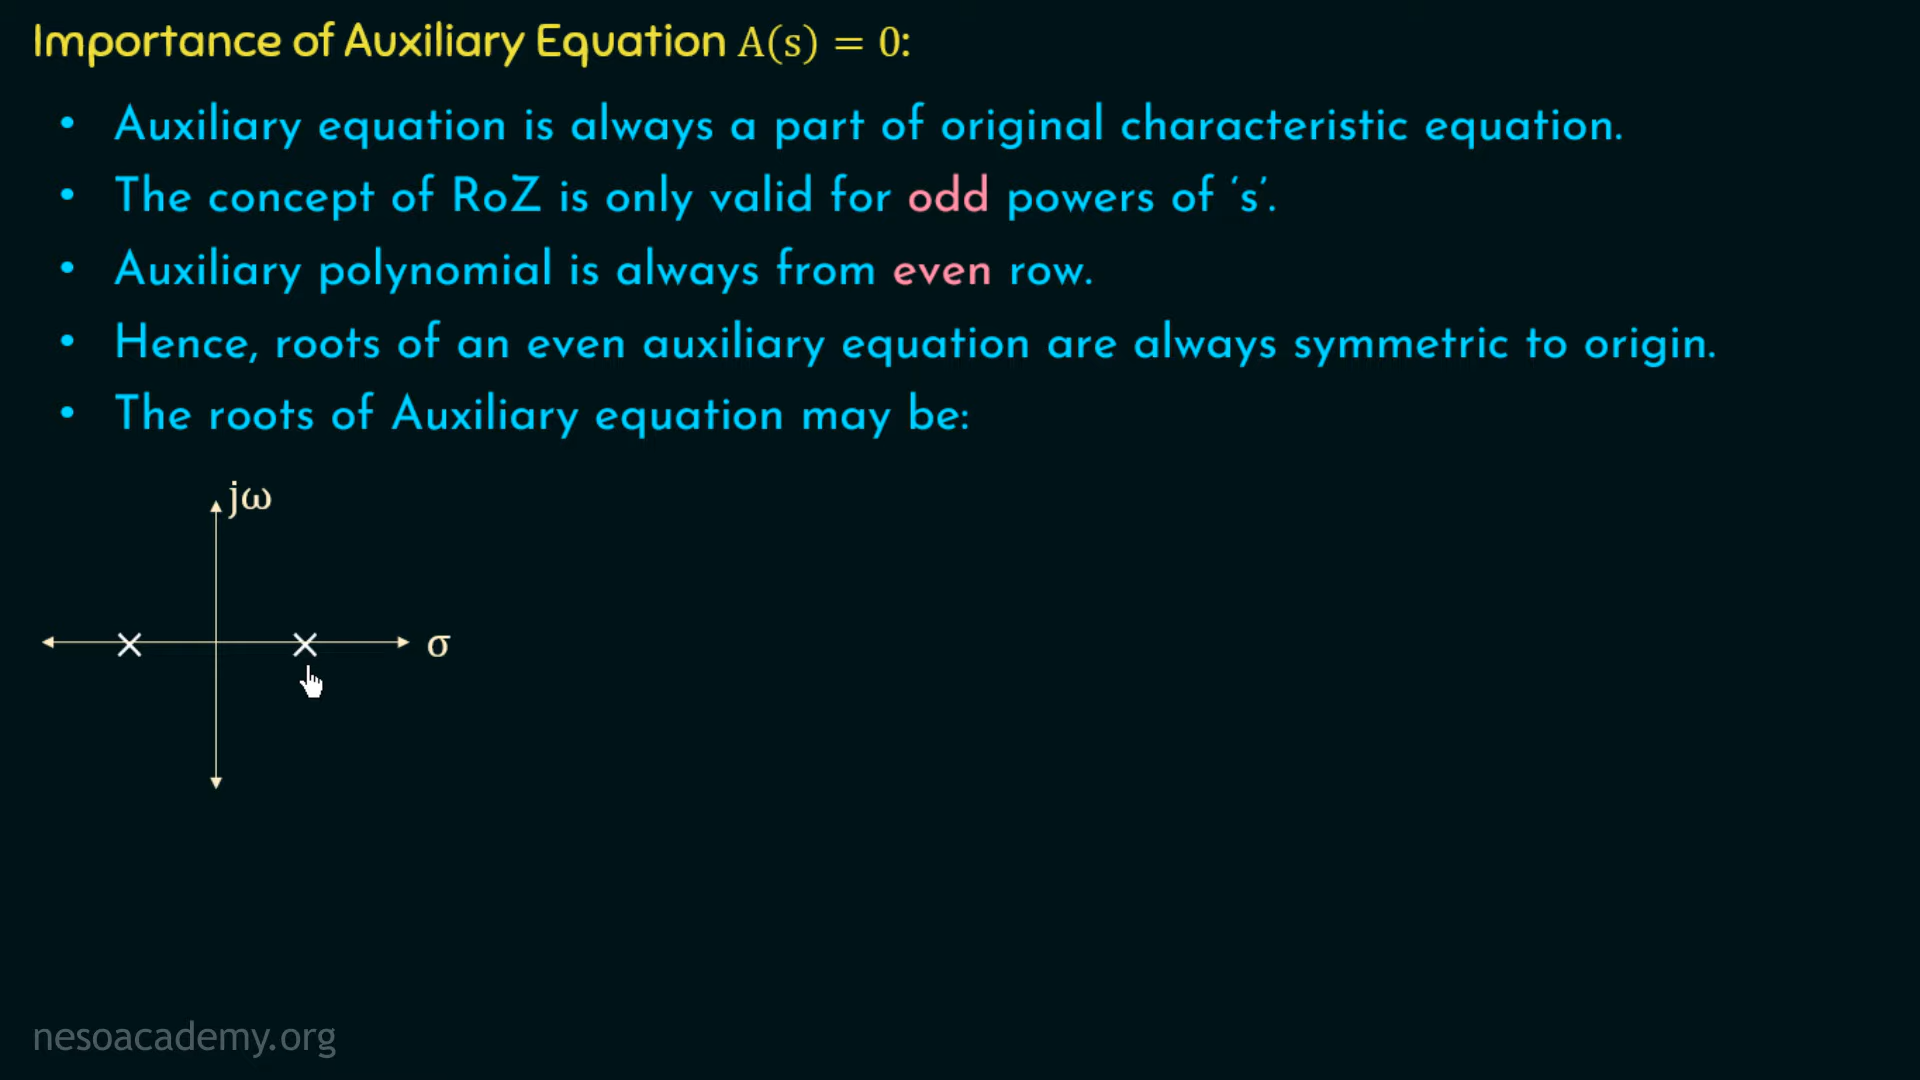 Importance of Auxiliary Equation A(s) = 0:
• Auxiliary equation is always a part of original characteristic equation.
• The concept of RoZ is only valid for odd powers of ‘s’.
• Auxiliary polynomial is always from even row.
• Hence, roots of an even auxiliary equation are always symmetric to origin.
• The roots of Auxiliary equation may be:
jω
σ
nesoacademy.org